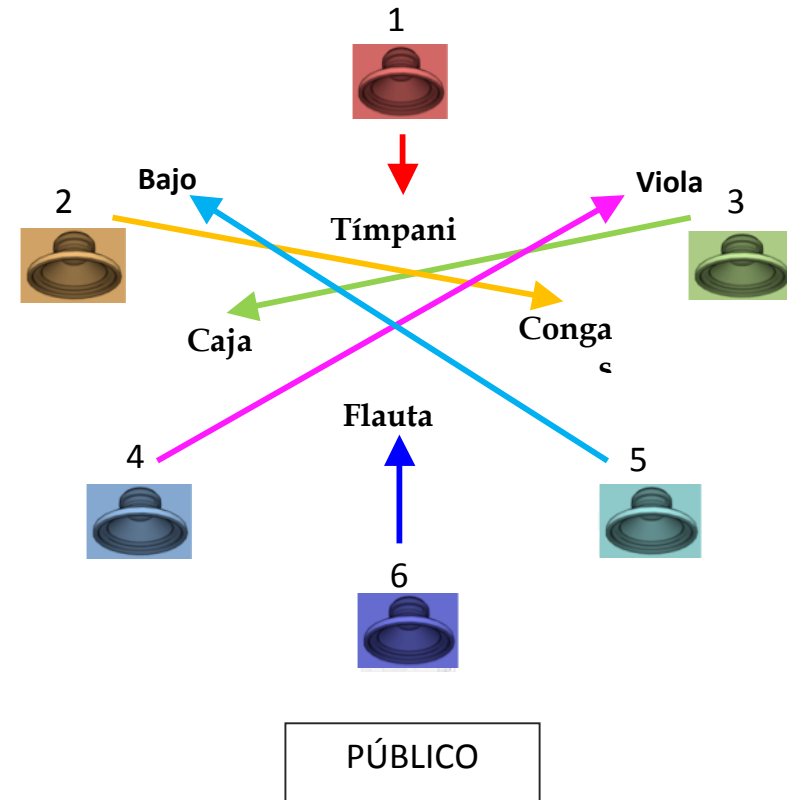 1
Bajo
Viola
2
3
Tímpani
Conga
s
Caja
Flauta
4
5
6
PÚBLICO